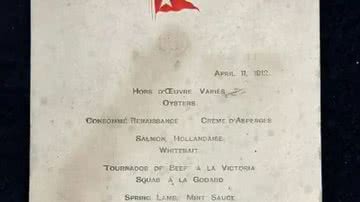 APRIL 11, 1912.
HORS D'ŒUVRE VARIÉS
OYSTERS
CONSOMMÉ RENAISSANCE CRÈME D'ASPERGES
SALMON, HOLLANDAISE
WHITEBAIT
TOURNADOS OF BEEF À LA VICTORIA
SQUAB À LA GODARD
SPRING LAMB, MINT SAUCE